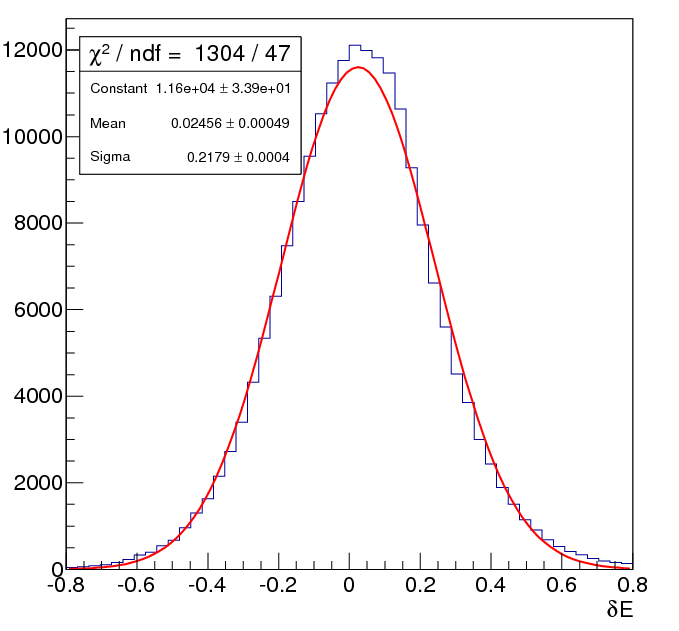 12000
χ² / ndf = 1304 / 47
Constant 1.16e+04 ± 3.39e+01
Mean 0.02456 ± 0.00049
Sigma 0.2179 ± 0.0004
10000
8000
6000
4000
2000
0
-0.8 -0.6 -0.4 -0.2 0 0.2 0.4 0.6 0.8
δE